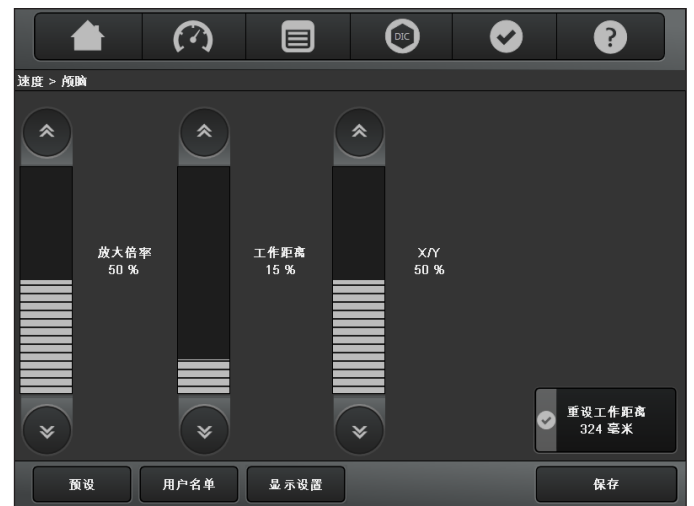 DIC
?
速度 > 颅脑
放大倍率
50 %
工作距离
15 %
X/Y
50 %
重设工作距离
324 毫米
预设
用户名单
显示设置
保存